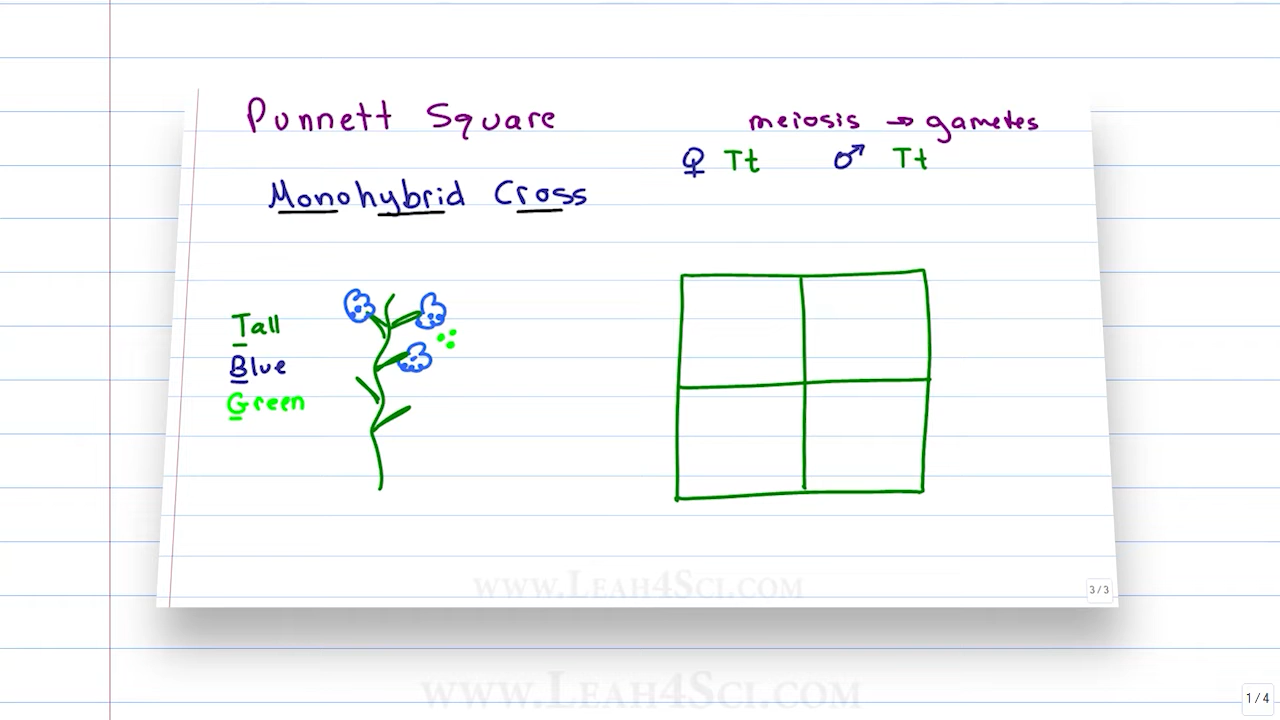 Punnett Square
meiosis → gametes
♀ Tt ♂ Tt
Monohybrid Cross
Tall
Blue
Green
www.Leah4Sci.com
3/3
www.Leah4Sci.com
1/4